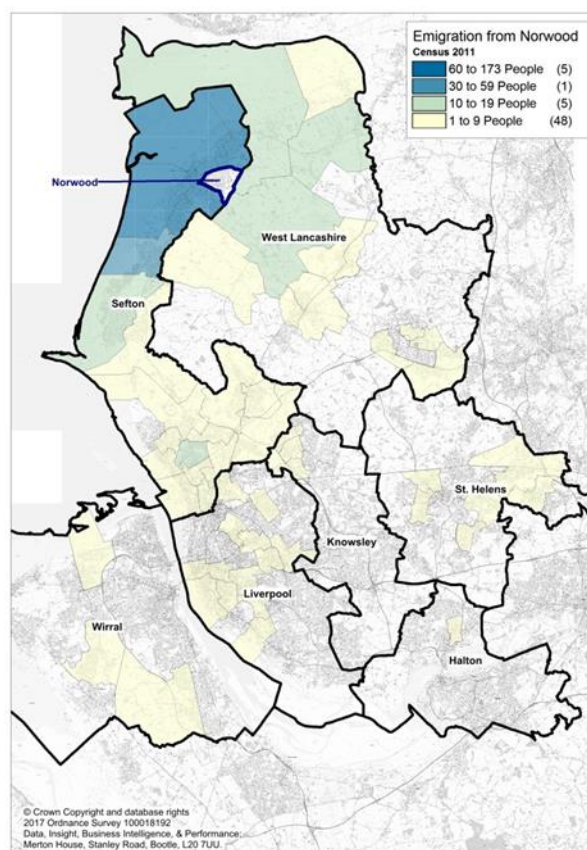 Emigration from Norwood
Census 2011
60 to 173 People (5)
30 to 59 People (1)
10 to 19 People (5)
1 to 9 People (48)
Norwood
West Lancashire
Sefton
St. Helens
Knowsley
Liverpool
Wirral
Halton
© Crown Copyright and database rights
2017 Ordnance Survey 100018192
Data, Insight, Business Intelligence, & Performance;
Merton House, Stanley Road, Bootle, L20 7UU.